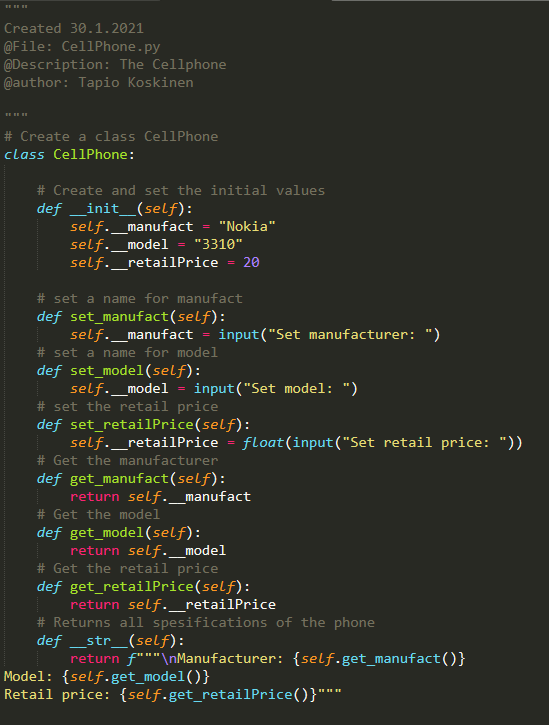 """
Created 30.1.2021
@File: CellPhone.py
@Description: The Cellphone
@author: Tapio Koskinen

"""
# Create a class CellPhone
class CellPhone:

    # Create and set the initial values
    def __init__(self):
        self.__manufact = "Nokia"
        self.__model = "3310"
        self.__retailPrice = 20

    # set a name for manufact
    def set_manufact(self):
        self.__manufact = input("Set manufacturer: ")
    # set a name for model
    def set_model(self):
        self.__model = input("Set model: ")
    # set the retail price
    def set_retailPrice(self):
        self.__retailPrice = float(input("Set retail price: "))
    # Get the manufacturer
    def get_manufact(self):
        return self.__manufact
    # Get the model
    def get_model(self):
        return self.__model
    # Get the retail price
    def get_retailPrice(self):
        return self.__retailPrice
    # Returns all spesifications of the phone
    def __str__(self):
        return f"""\nManufacturer: {self.get_manufact()}
Model: {self.get_model()}
Retail price: {self.get_retailPrice()}"""